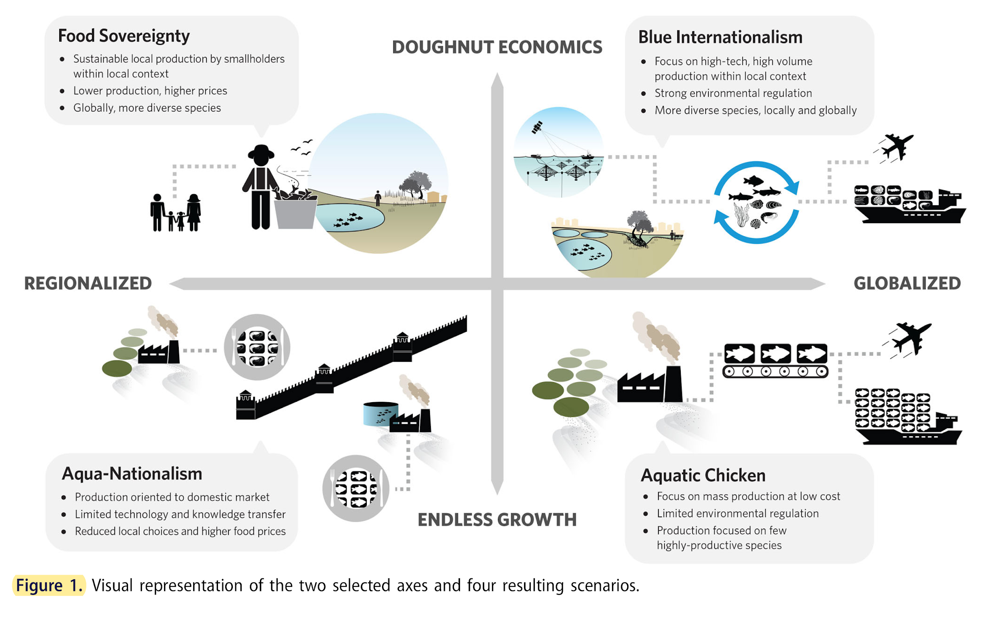 Food Sovereignty
• Sustainable local production by smallholders
within local context
• Lower production, higher prices
• Globally, more diverse species
DOUGHNUT ECONOMICS
Blue Internationalism
• Focus on high-tech, high volume
production within local context
• Strong environmental regulation
• More diverse species, locally and globally
REGIONALIZED
GLOBALIZED
Aqua-Nationalism
• Production oriented to domestic market
• Limited technology and knowledge transfer
• Reduced local choices and higher food prices
ENDLESS GROWTH
Aquatic Chicken
• Focus on mass production at low cost
• Limited environmental regulation
• Production focused on few
highly-productive species
Figure 1. Visual representation of the two selected axes and four resulting scenarios.